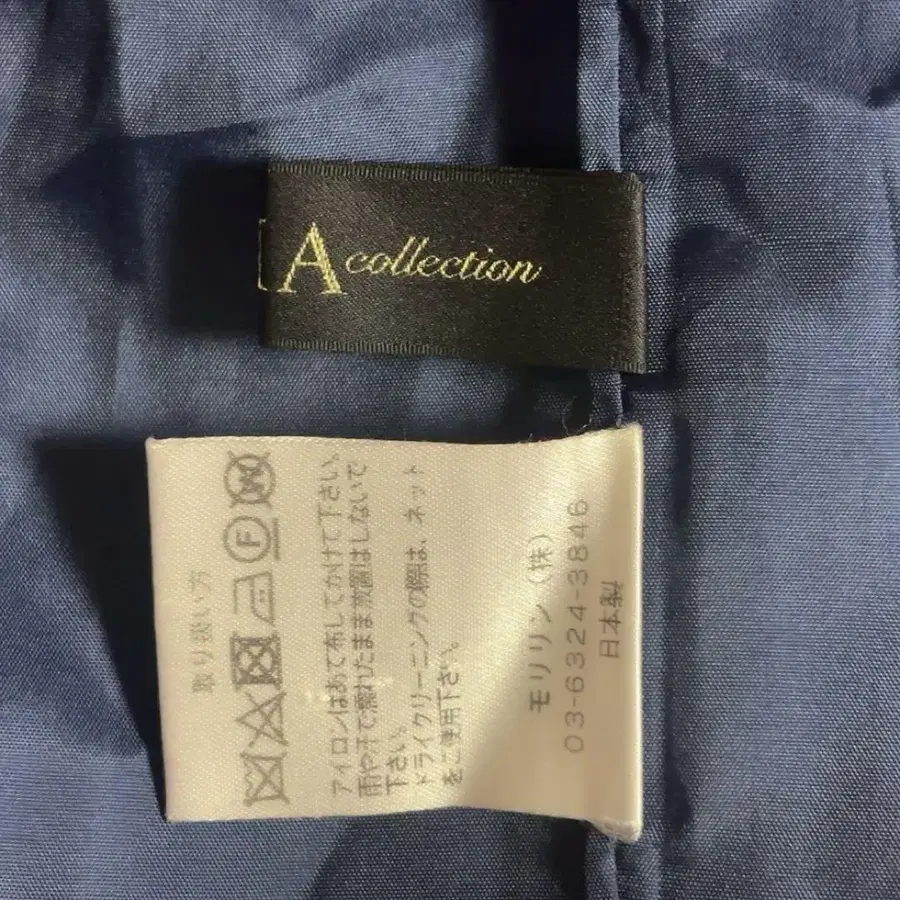 A collection
取り扱い方
アイロンはあて布してかけて下さい。
雨や汗で濡れたまま放置はしないで
下さい。
ドライクリーニングの際は、ネット
をご使用下さい。
モリリン(株)
03-6324-3846
日本製